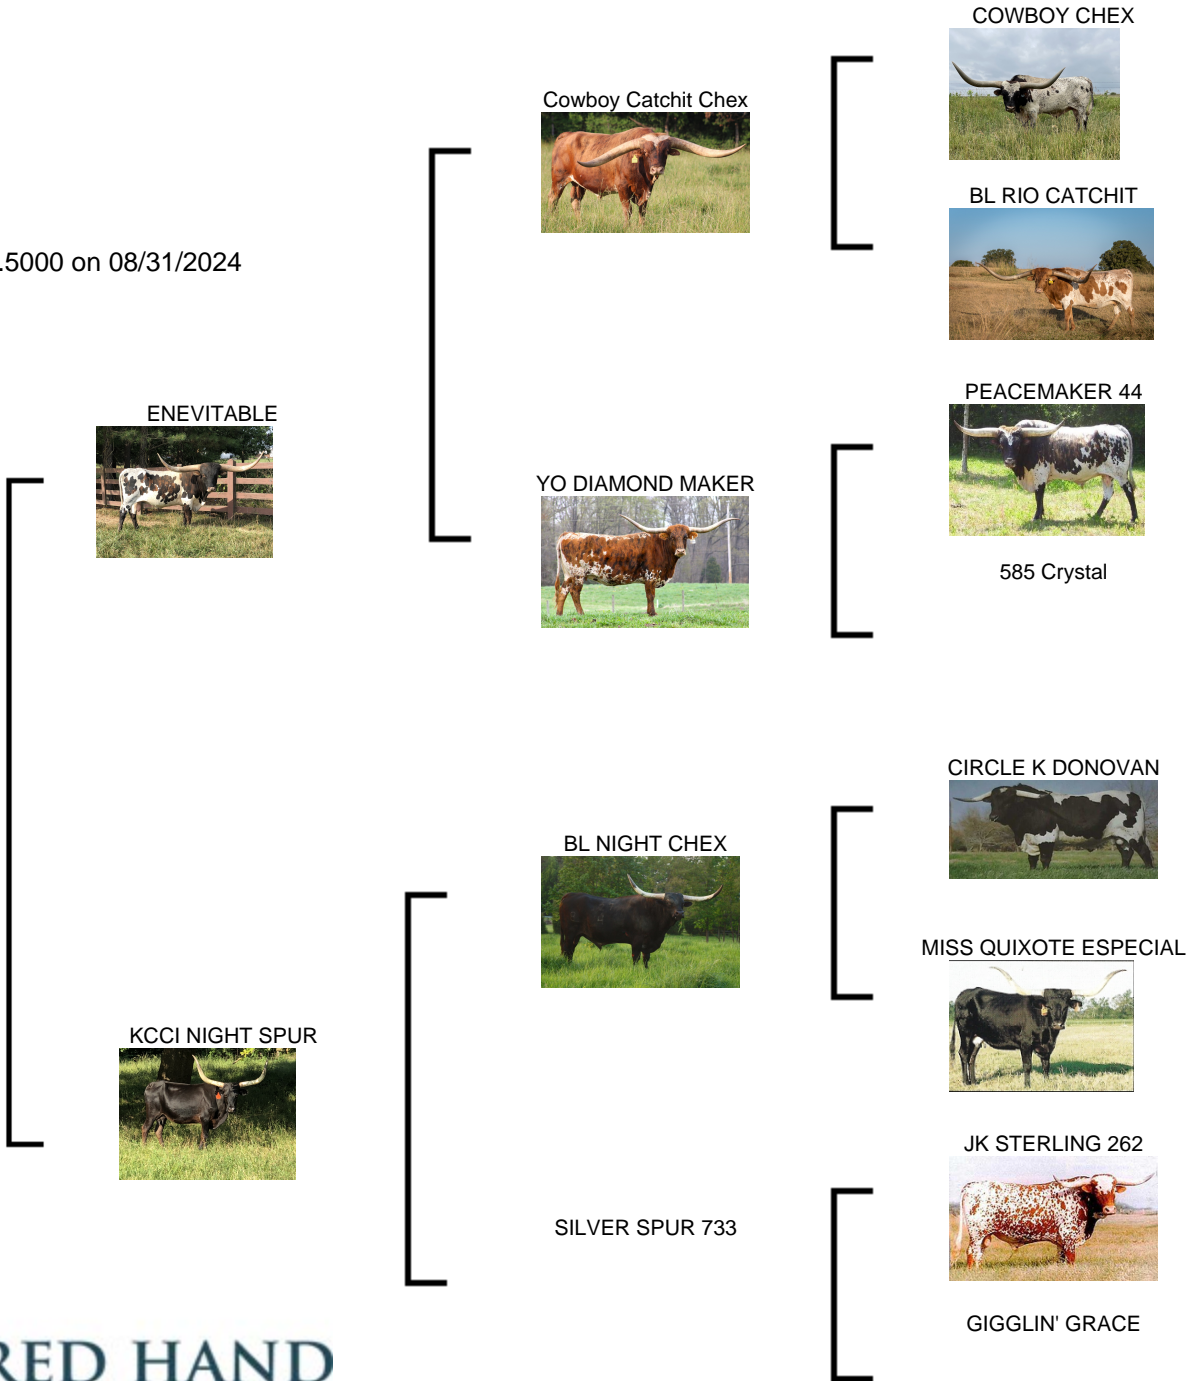 COWBOY CHEX
Cowboy Catchit Chex
BL RIO CATCHIT
.5000 on 08/31/2024
PEACEMAKER 44
ENEVITABLE
YO DIAMOND MAKER
585 Crystal
CIRCLE K DONOVAN
BL NIGHT CHEX
MISS QUIXOTE ESPECIAL
KCCI NIGHT SPUR
JK STERLING 262
SILVER SPUR 733
GIGGLIN' GRACE
RED HAND